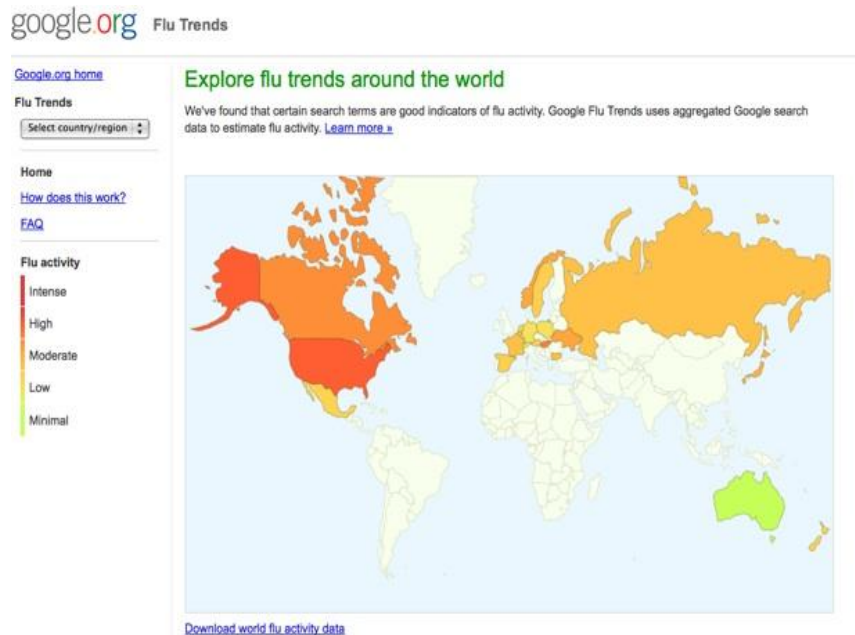 google.org Flu Trends
Google.org home
Flu Trends
Select country/region
Home
How does this work?
FAQ
Flu activity
Intense
High
Moderate
Low
Minimal
Explore flu trends around the world
We've found that certain search terms are good indicators of flu activity. Google Flu Trends uses aggregated Google search
data to estimate flu activity. Learn more »
Download world flu activity data